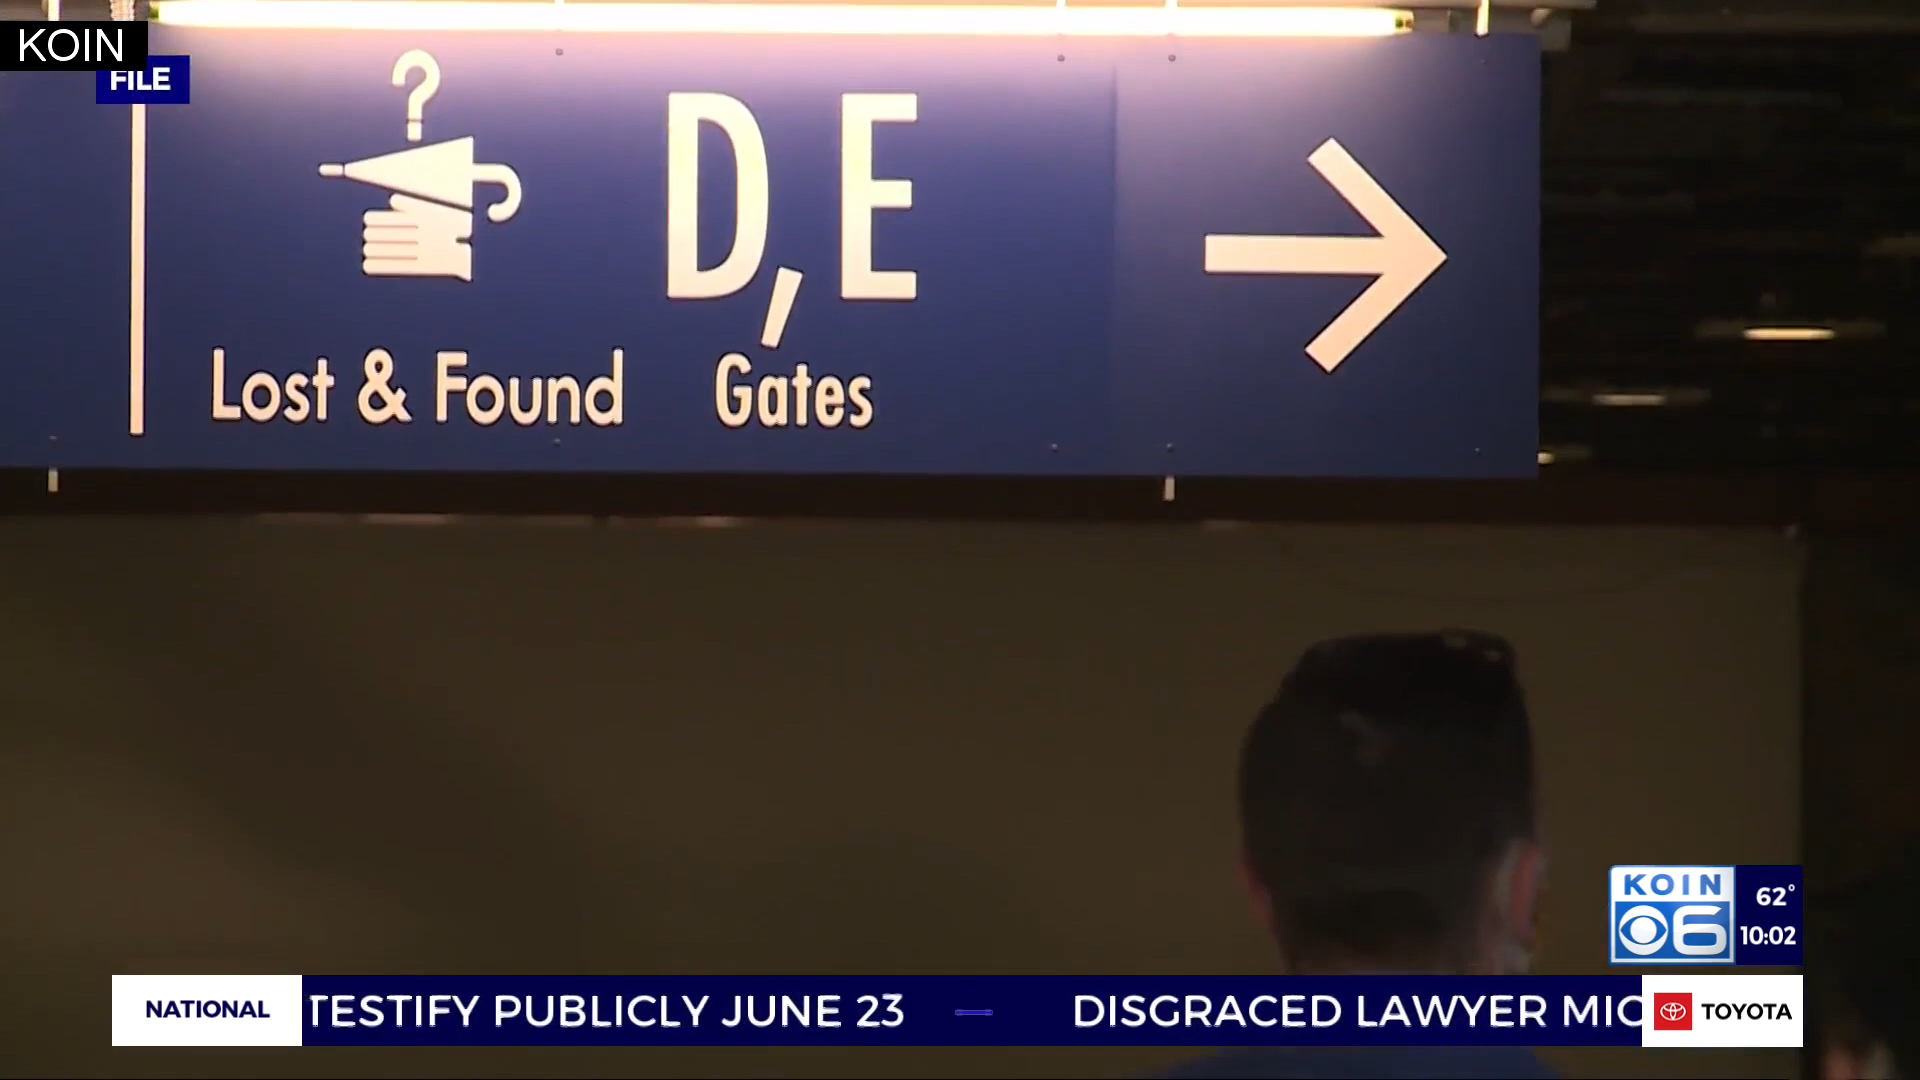 KOIN
FILE
?
D, E
Lost & Found Gates
KOIN
6
62°
10:02
NATIONAL
TESTIFY PUBLICLY JUNE 23 — DISGRACED LAWYER MIC
TOYOTA